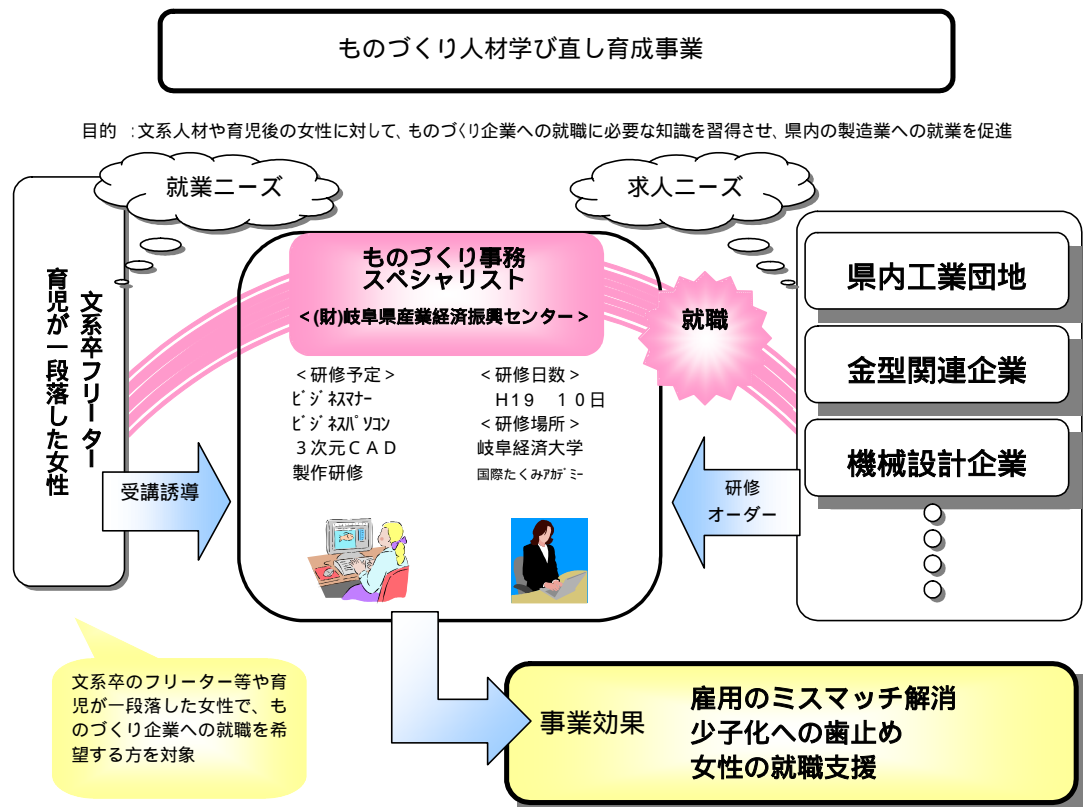 ものづくり人材学び直し育成事業
目的 :文系人材や育児後の女性に対して、ものづくり企業への就職に必要な知識を習得させ、県内の製造業への就業を促進
就業ニーズ
求人ニーズ
文系卒フリーター
育児が一段落した女性
ものづくり事務
スペシャリスト
<(財)岐阜県産業経済振興センター>
就職
県内工業団地
金型関連企業
機械設計企業
<研修予定>
ビジネスマナー
ビジネスパソコン
3次元CAD
製作研修
<研修日数>
H19 10日
<研修場所>
岐阜経済大学
国際たくみアカデミー
受講誘導
研修
オーダー
文系卒のフリーター等や育
児が一段落した女性で、も
のづくり企業への就職を希
望する方を対象
事業効果
雇用のミスマッチ解消
少子化への歯止め
女性の就職支援